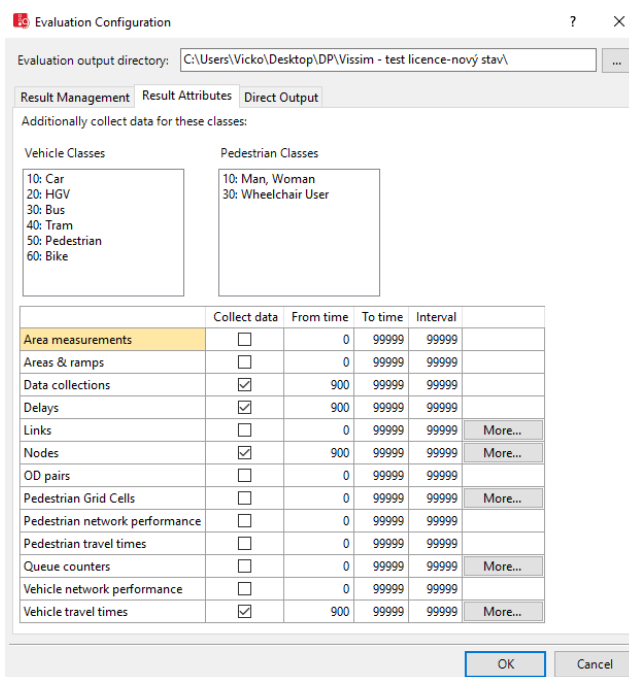 Evaluation Configuration ? ×
Evaluation output directory: C:\Users\Vicko\Desktop\DP\Vissim - test licence-nový stav\ ...
Result Management Result Attributes Direct Output
Additionally collect data for these classes:
Vehicle Classes Pedestrian Classes
10: Car 10: Man, Woman
20: HGV 30: Wheelchair User
30: Bus
40: Tram
50: Pedestrian
60: Bike
Collect data From time To time Interval
Area measurements 0 99999 99999
Areas & ramps 0 99999 99999
Data collections 900 99999 99999
Delays 900 99999 99999
Links 0 99999 99999 More...
Nodes 900 99999 99999 More...
OD pairs 0 99999 99999
Pedestrian Grid Cells 0 99999 99999 More...
Pedestrian network performance 0 99999 99999
Pedestrian travel times 0 99999 99999
Queue counters 0 99999 99999 More...
Vehicle network performance 0 99999 99999
Vehicle travel times 900 99999 99999 More...
OK Cancel